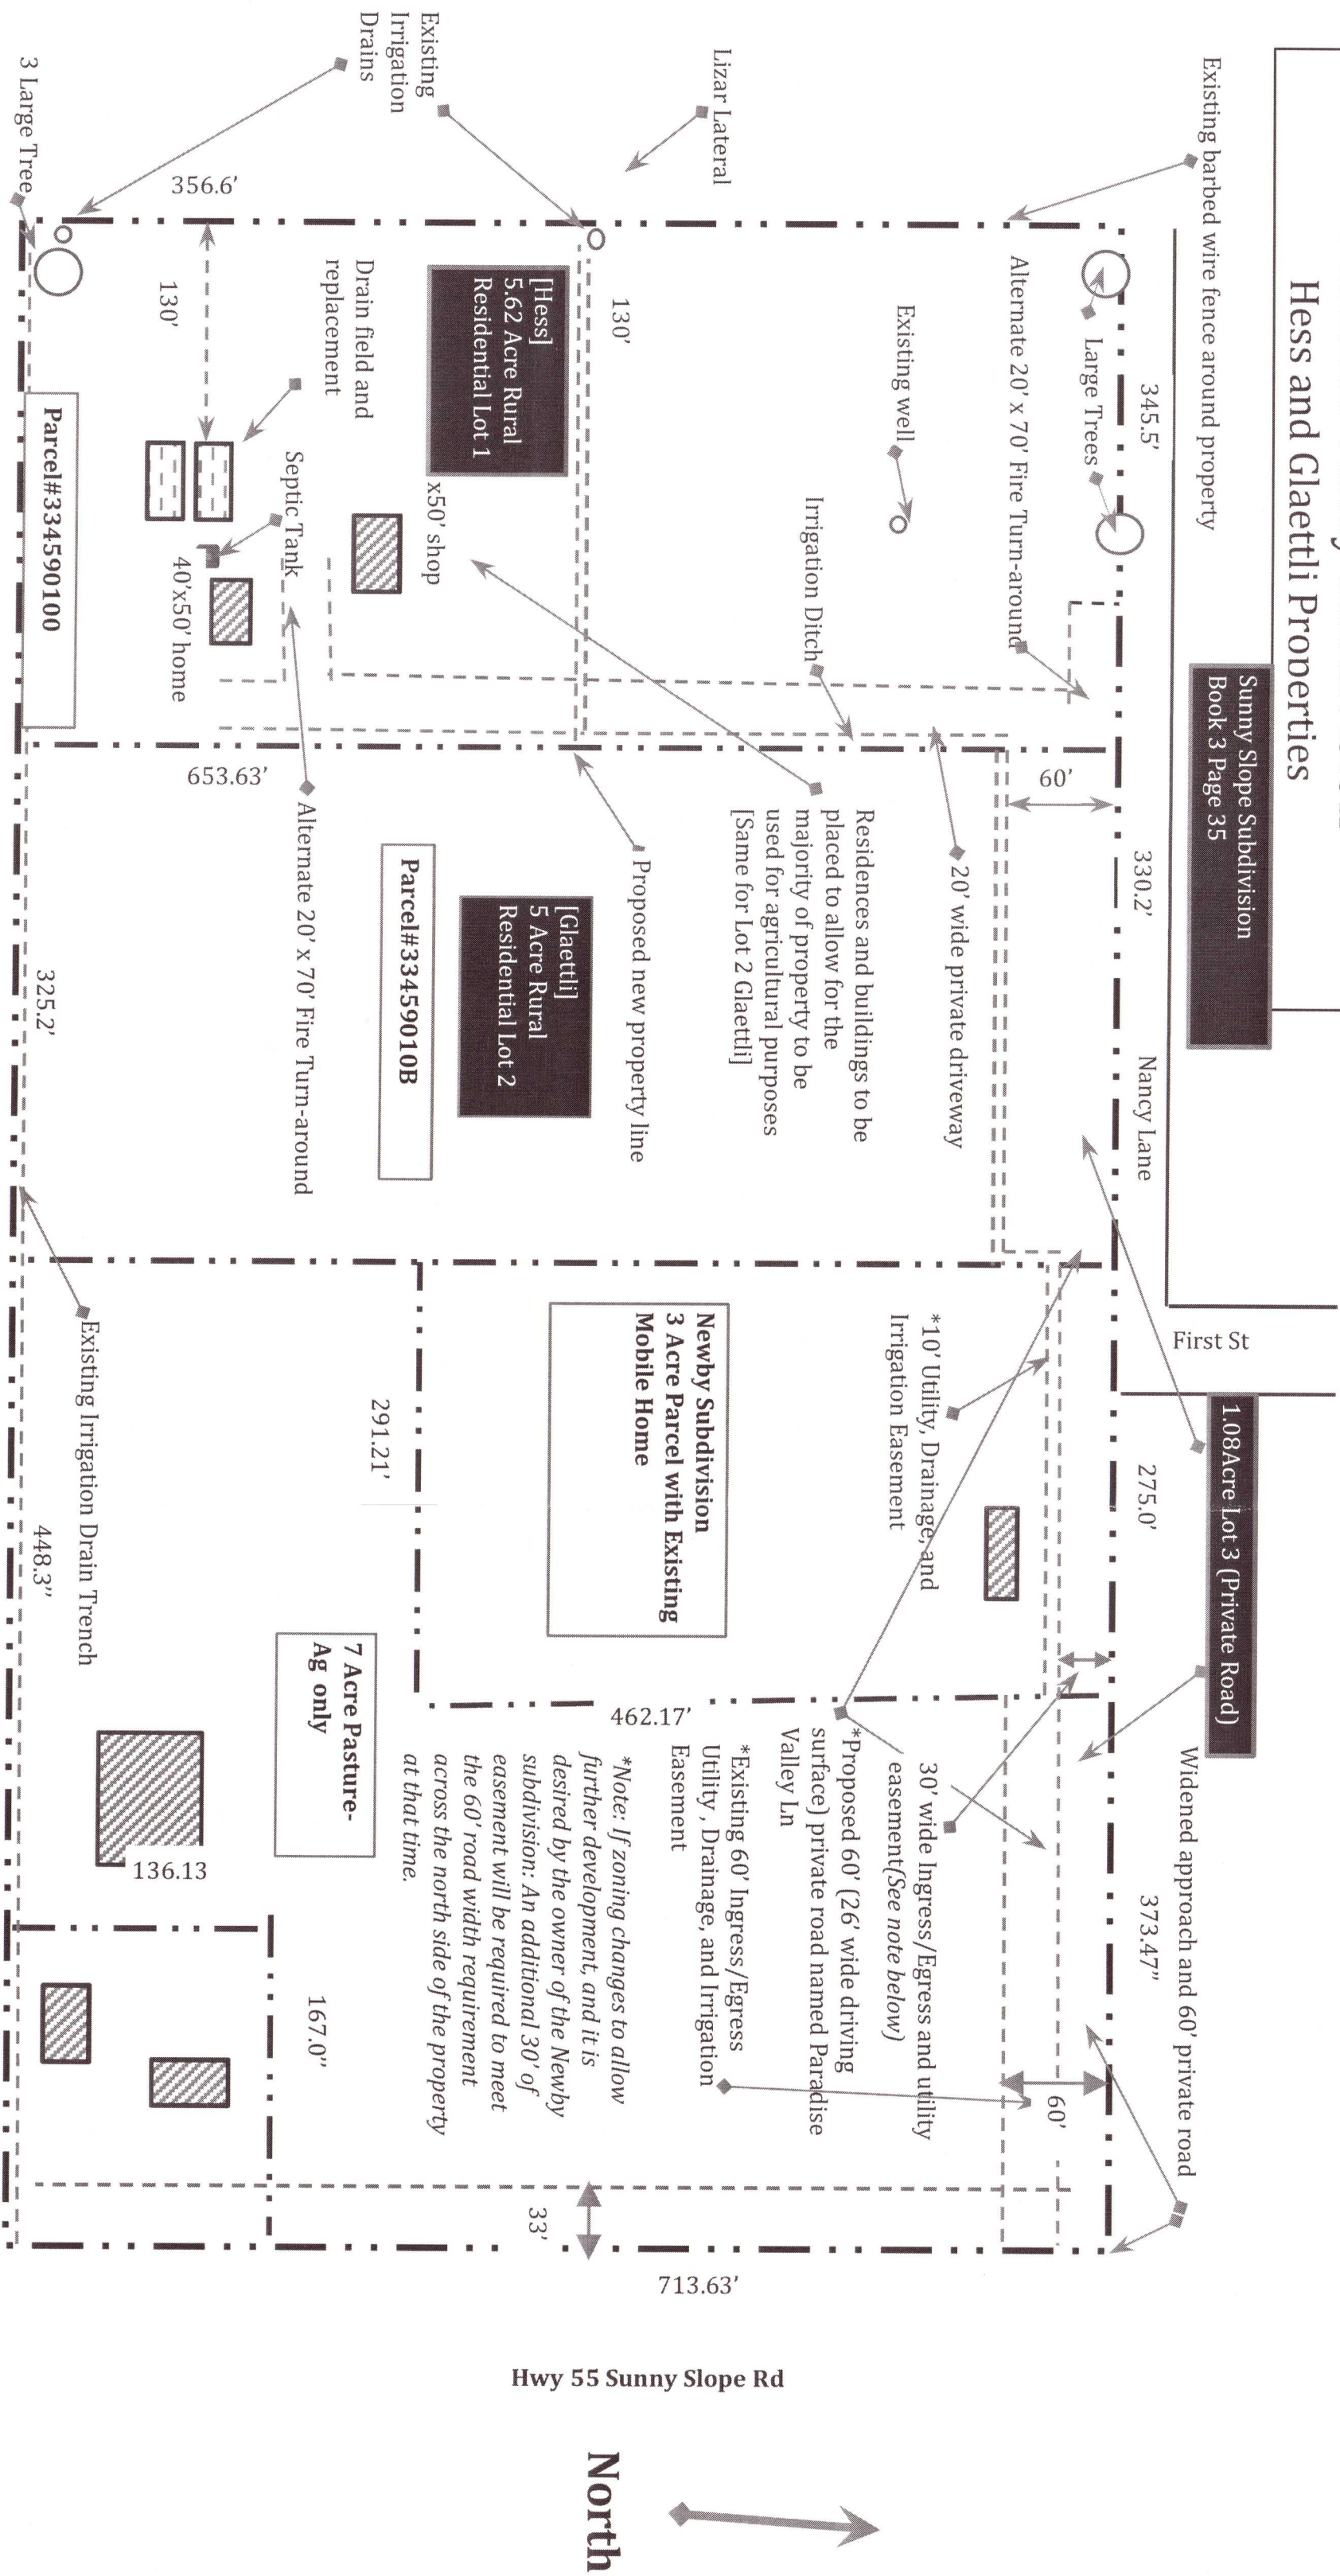 Hess and Glaettli Properties
Sunny Slope Subdivision
Book 3 Page 35
Existing barbed wire fence around property
345.5'
330.2'
Nancy Lane
First St
1.08Acre Lot 3 (Private Road)
275.0'
Widened approach and 60' private road
373.47"
Large Trees
Alternate 20' x 70' Fire Turn-around
Existing well
Irrigation Ditch
60'
20' wide private driveway
Residences and buildings to be
placed to allow for the
majority of property to be
used for agricultural purposes
[Same for Lot 2 Glaettli]
*10' Utility, Drainage, and
Irrigation Easement
30' wide Ingress/Egress and utility
easement(See note below)
*Proposed 60' (26' wide driving
surface) private road named Paradise
Valley Ln
*Existing 60' Ingress/Egress
Utility , Drainage, and Irrigation
Easement
60'
Lizar Lateral
Existing
Irrigation
Drains
130'
[Hess]
5.62 Acre Rural
Residential Lot 1
x50' shop
Proposed new property line
[Glaettli]
5 Acre Rural
Residential Lot 2
Parcel#33459010B
Newby Subdivision
3 Acre Parcel with Existing
Mobile Home
462.17'
*Note: If zoning changes to allow
further development, and it is
desired by the owner of the Newby
subdivision: An additional 30' of
easement will be required to meet
the 60' road width requirement
across the north side of the property
at that time.
33'
713.63'
Hwy 55 Sunny Slope Rd
North
356.6'
Drain field and
replacement
Septic Tank
130'
40'x50' home
653.63'
Alternate 20' x 70' Fire Turn-around
291.21'
7 Acre Pasture-
Ag only
167.0"
136.13
3 Large Tree
Parcel#334590100
325.2'
Existing Irrigation Drain Trench
448.3"